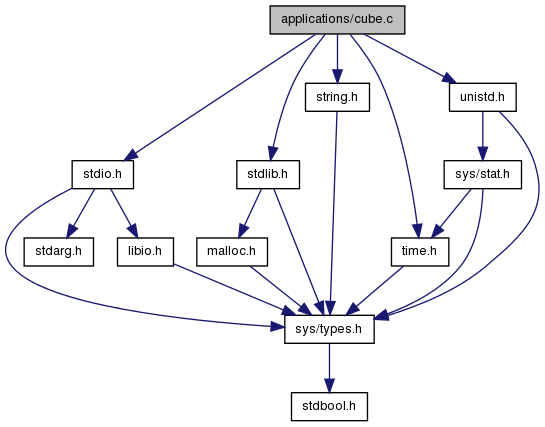 applications/cube.c
string.h
unistd.h
stdio.h
stdlib.h
sys/stat.h
stdarg.h
libio.h
malloc.h
time.h
sys/types.h
stdbool.h